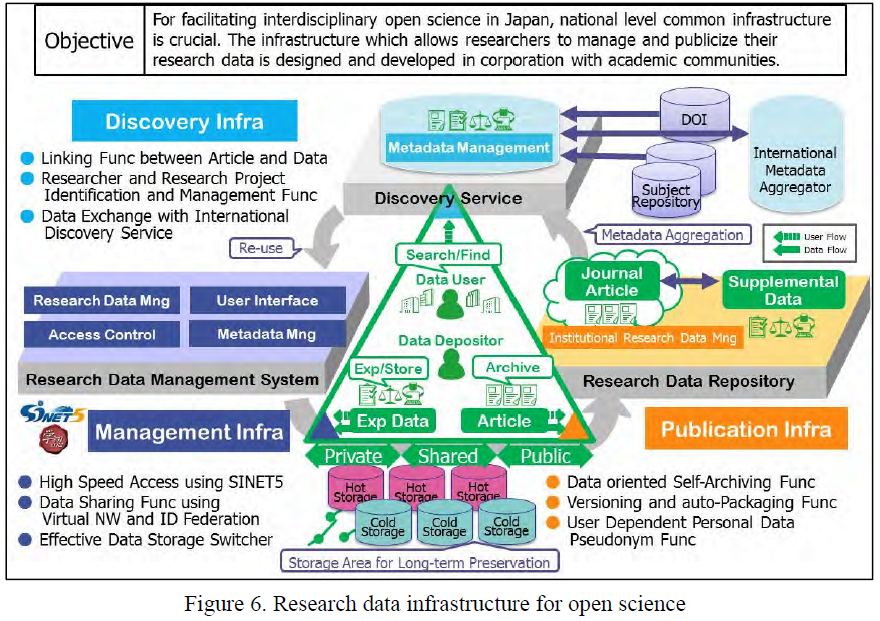 Objective
For facilitating interdisciplinary open science in Japan, national level common infrastructure
is crucial. The infrastructure which allows researchers to manage and publicize their
research data is designed and developed in corporation with academic communities.
Discovery Infra
Linking Func between Article and Data
Researcher and Research Project
Identification and Management Func
Data Exchange with International
Discovery Service
Metadata Management
Discovery Service
DOI
Subject
Repository
International
Metadata
Aggregator
Re-use
Metadata Aggregation
User Flow
Data Flow
Search/Find
Data User
Data Depositor
Exp/Store
Archive
Exp Data
Article
Research Data Mng
User Interface
Access Control
Metadata Mng
Research Data Management System
Journal
Article
Supplemental
Data
Institutional Research Data Mng
Research Data Repository
SINET5
Management Infra
High Speed Access using SINET5
Data Sharing Func using
Virtual NW and ID Federation
Effective Data Storage Switcher
Private
Shared
Public
Hot
Storage
Hot
Storage
Hot
Storage
Cold
Storage
Cold
Storage
Cold
Storage
Storage Area for Long-term Preservation
Publication Infra
Data oriented Self-Archiving Func
Versioning and auto-Packaging Func
User Dependent Personal Data
Pseudonym Func
Figure 6. Research data infrastructure for open science